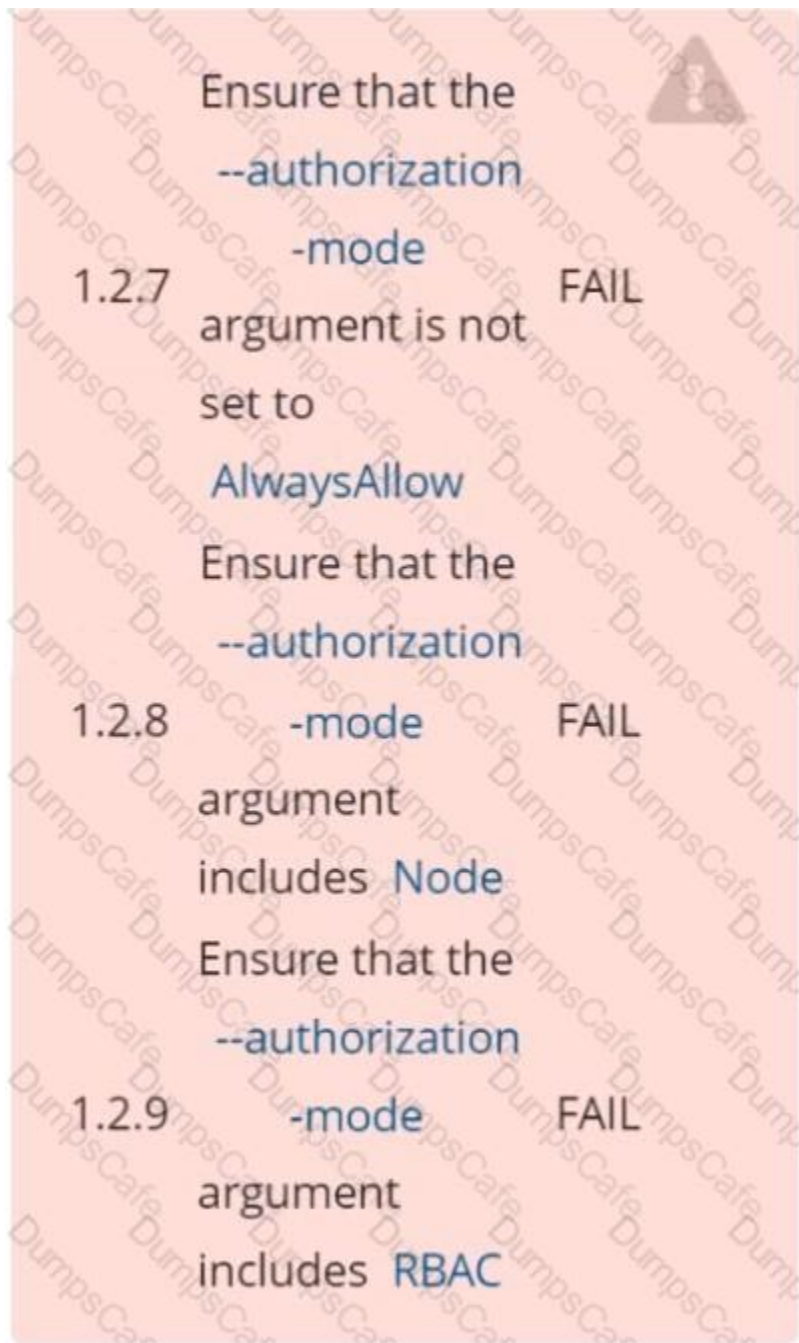 Ensure that the
--authorization
-mode
1.2.7 FAIL
argument is not
set to
AlwaysAllow
Ensure that the
--authorization
1.2.8 -mode FAIL
argument
includes Node
Ensure that the
--authorization
1.2.9 -mode FAIL
argument
includes RBAC
DumpsCafe